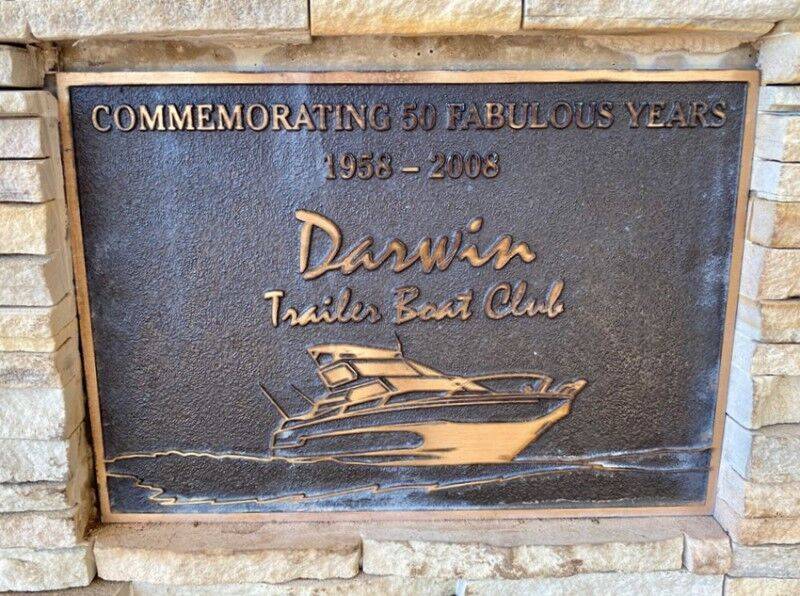 COMMEMORATING 50 FABULOUS YEARS
1958 – 2008
Darwin
Trailer Boat Club